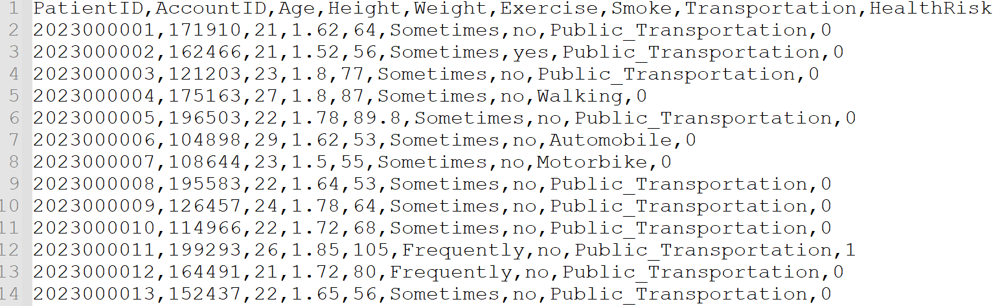 1 PatientID,AccountID,Age,Height,Weight,Exercise,Smoke,Transportation,HealthRisk
2 2023000001,171910,21,1.62,64,Sometimes,no,Public_Transportation,0
3 2023000002,162466,21,1.52,56,Sometimes,yes,Public_Transportation,0
4 2023000003,121203,23,1.8,77,Sometimes,no,Public_Transportation,0
5 2023000004,175163,27,1.8,87,Sometimes,no,Walking,0
6 2023000005,196503,22,1.78,89.8,Sometimes,no,Public_Transportation,0
7 2023000006,104898,29,1.62,53,Sometimes,no,Automobile,0
8 2023000007,108644,23,1.5,55,Sometimes,no,Motorbike,0
9 2023000008,195583,22,1.64,53,Sometimes,no,Public_Transportation,0
10 2023000009,126457,24,1.78,64,Sometimes,no,Public_Transportation,0
11 2023000010,114966,22,1.72,68,Sometimes,no,Public_Transportation,0
12 2023000011,199293,26,1.85,105,Frequently,no,Public_Transportation,1
13 2023000012,164491,21,1.72,80,Frequently,no,Public_Transportation,0
14 2023000013,152437,22,1.65,56,Sometimes,no,Public_Transportation,0